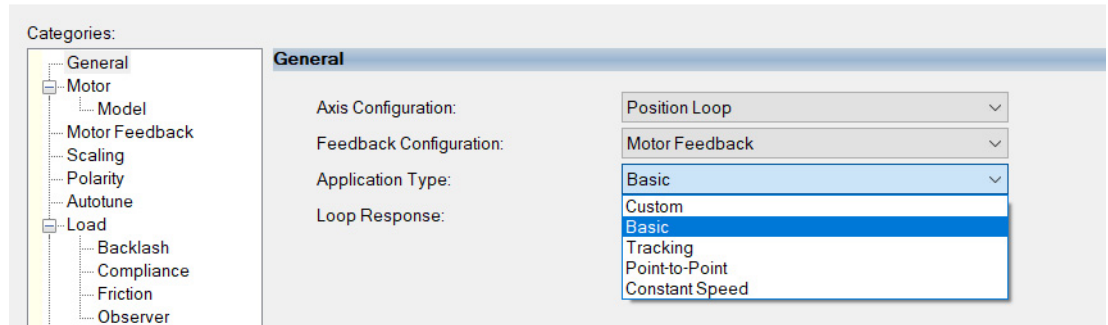 Categories:
General
Motor
Model
Motor Feedback
Scaling
Polarity
Autotune
Load
Backlash
Compliance
Friction
Observer
General
Axis Configuration: Position Loop
Feedback Configuration: Motor Feedback
Application Type: Basic
Loop Response:
Custom
Basic
Tracking
Point-to-Point
Constant Speed